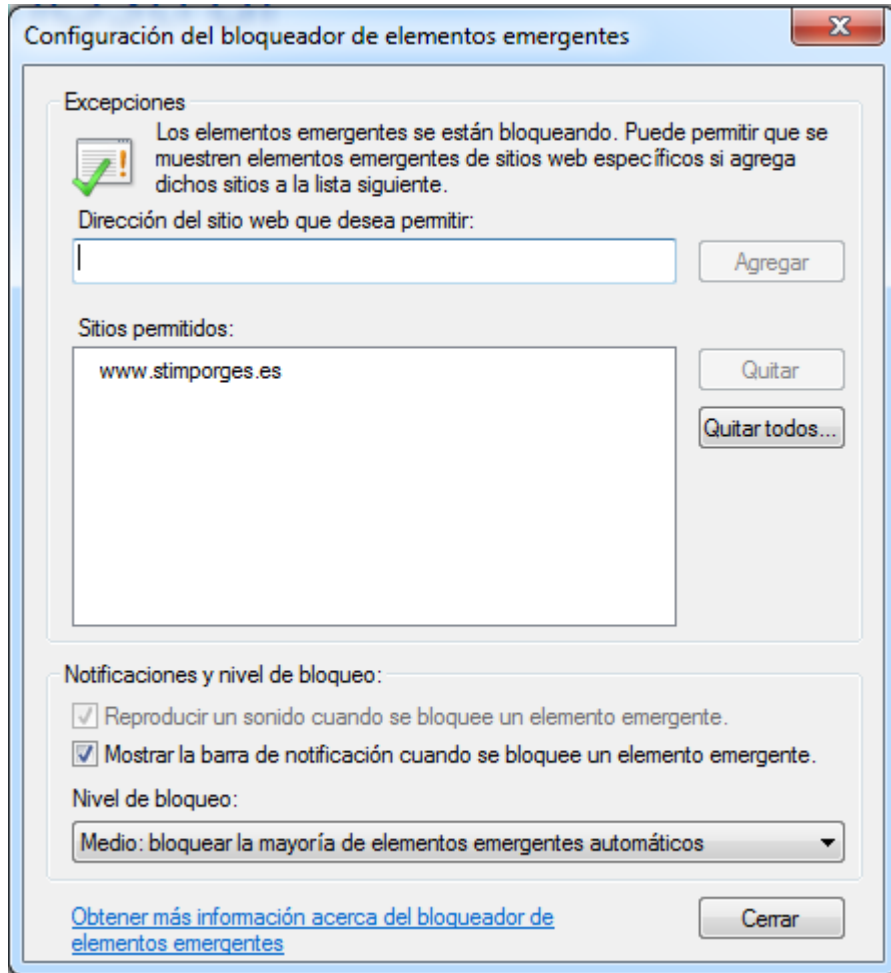 Configuración del bloqueador de elementos emergentes
Excepciones
Los elementos emergentes se están bloqueando. Puede permitir que se
muestren elementos emergentes de sitios web específicos si agrega
dichos sitios a la lista siguiente.
Dirección del sitio web que desea permitir:
Agregar
Sitios permitidos:
www.stimporges.es
Quitar
Quitar todos...
Notificaciones y nivel de bloqueo:
Reproducir un sonido cuando se bloquee un elemento emergente.
Mostrar la barra de notificación cuando se bloquee un elemento emergente.
Nivel de bloqueo:
Medio: bloquear la mayoría de elementos emergentes automáticos
Obtener más información acerca del bloqueador de
elementos emergentes
Cerrar